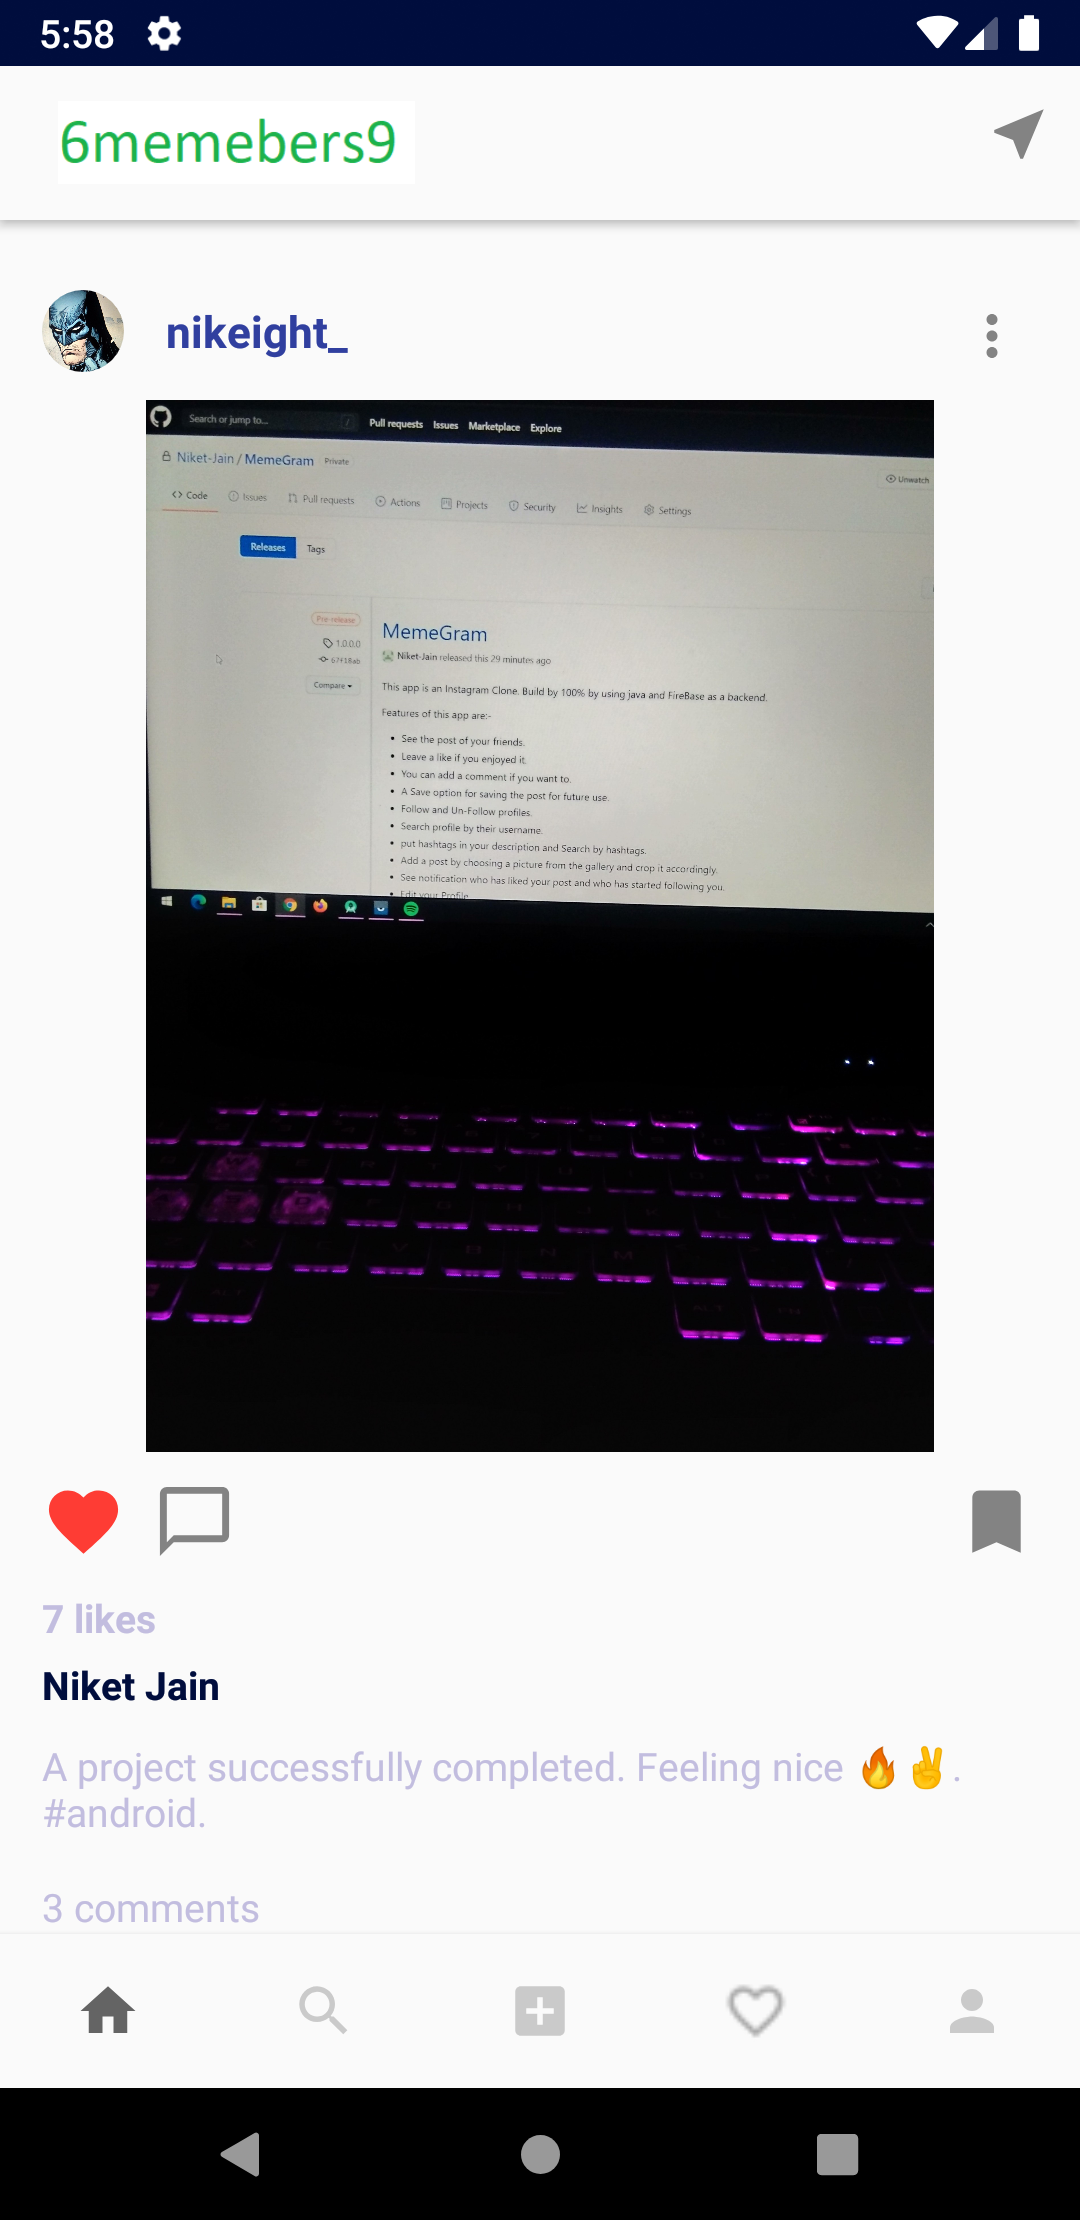 5:58
6memebers9
nikeight_
Search or jump to... / Pull requests Issues Marketplace Explore
Niket-Jain / MemeGram Private
Unwatch
Code Issues Pull requests Actions Projects Security Insights Settings
Releases Tags
Pre-release
MemeGram
1.0.0.0
Niket-Jain released this 29 minutes ago
Compare
This app is an Instagram Clone. Build by 100% by using java and FireBase as a backend.
Features of this app are:-
• See the post of your friends.
• Leave a like if you enjoyed it.
• You can add a comment if you want to.
• A Save option for saving the post for future use.
• Follow and Un-Follow profiles.
• Search profile by their username.
• put hashtags in your description and Search by hashtags.
• Add a post by choosing a picture from the gallery and crop it accordingly.
• See notification who has liked your post and who has started following you.
• Edit your Profile
7 likes
Niket Jain
A project successfully completed. Feeling nice 🔥✌️.
#android.
3 comments